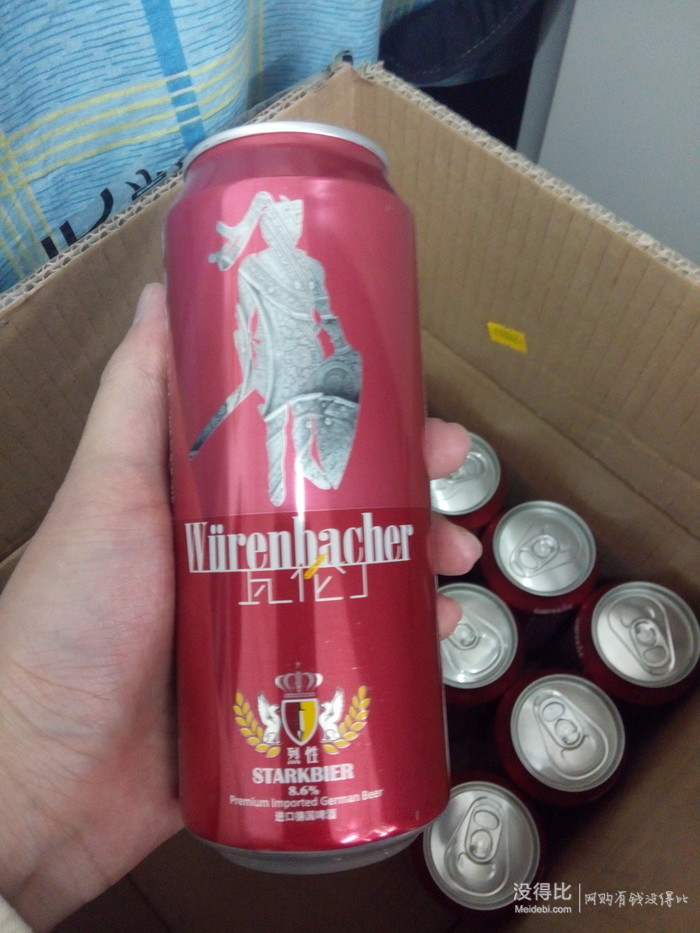 Würenbacher
瓦伦丁
烈性
STARKBIER
8.6%
Premium Imported German Beer
进口德国啤酒
没得比
Meidebi.com
网购有钱没得比